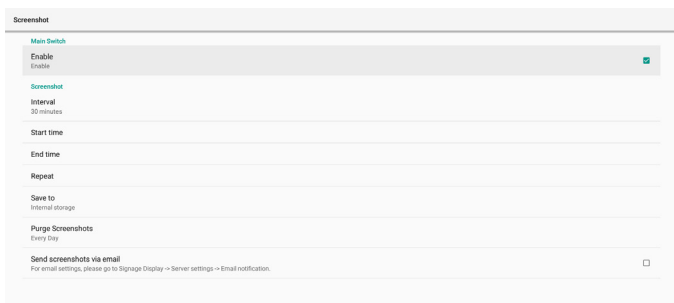 Screenshot
Main Switch
Enable
Enable
Screenshot
Interval
30 minutes
Start time
End time
Repeat
Save to
Internal storage
Purge Screenshots
Every Day
Send screenshots via email
For email settings, please go to Signage Display -> Server settings -> Email notification.